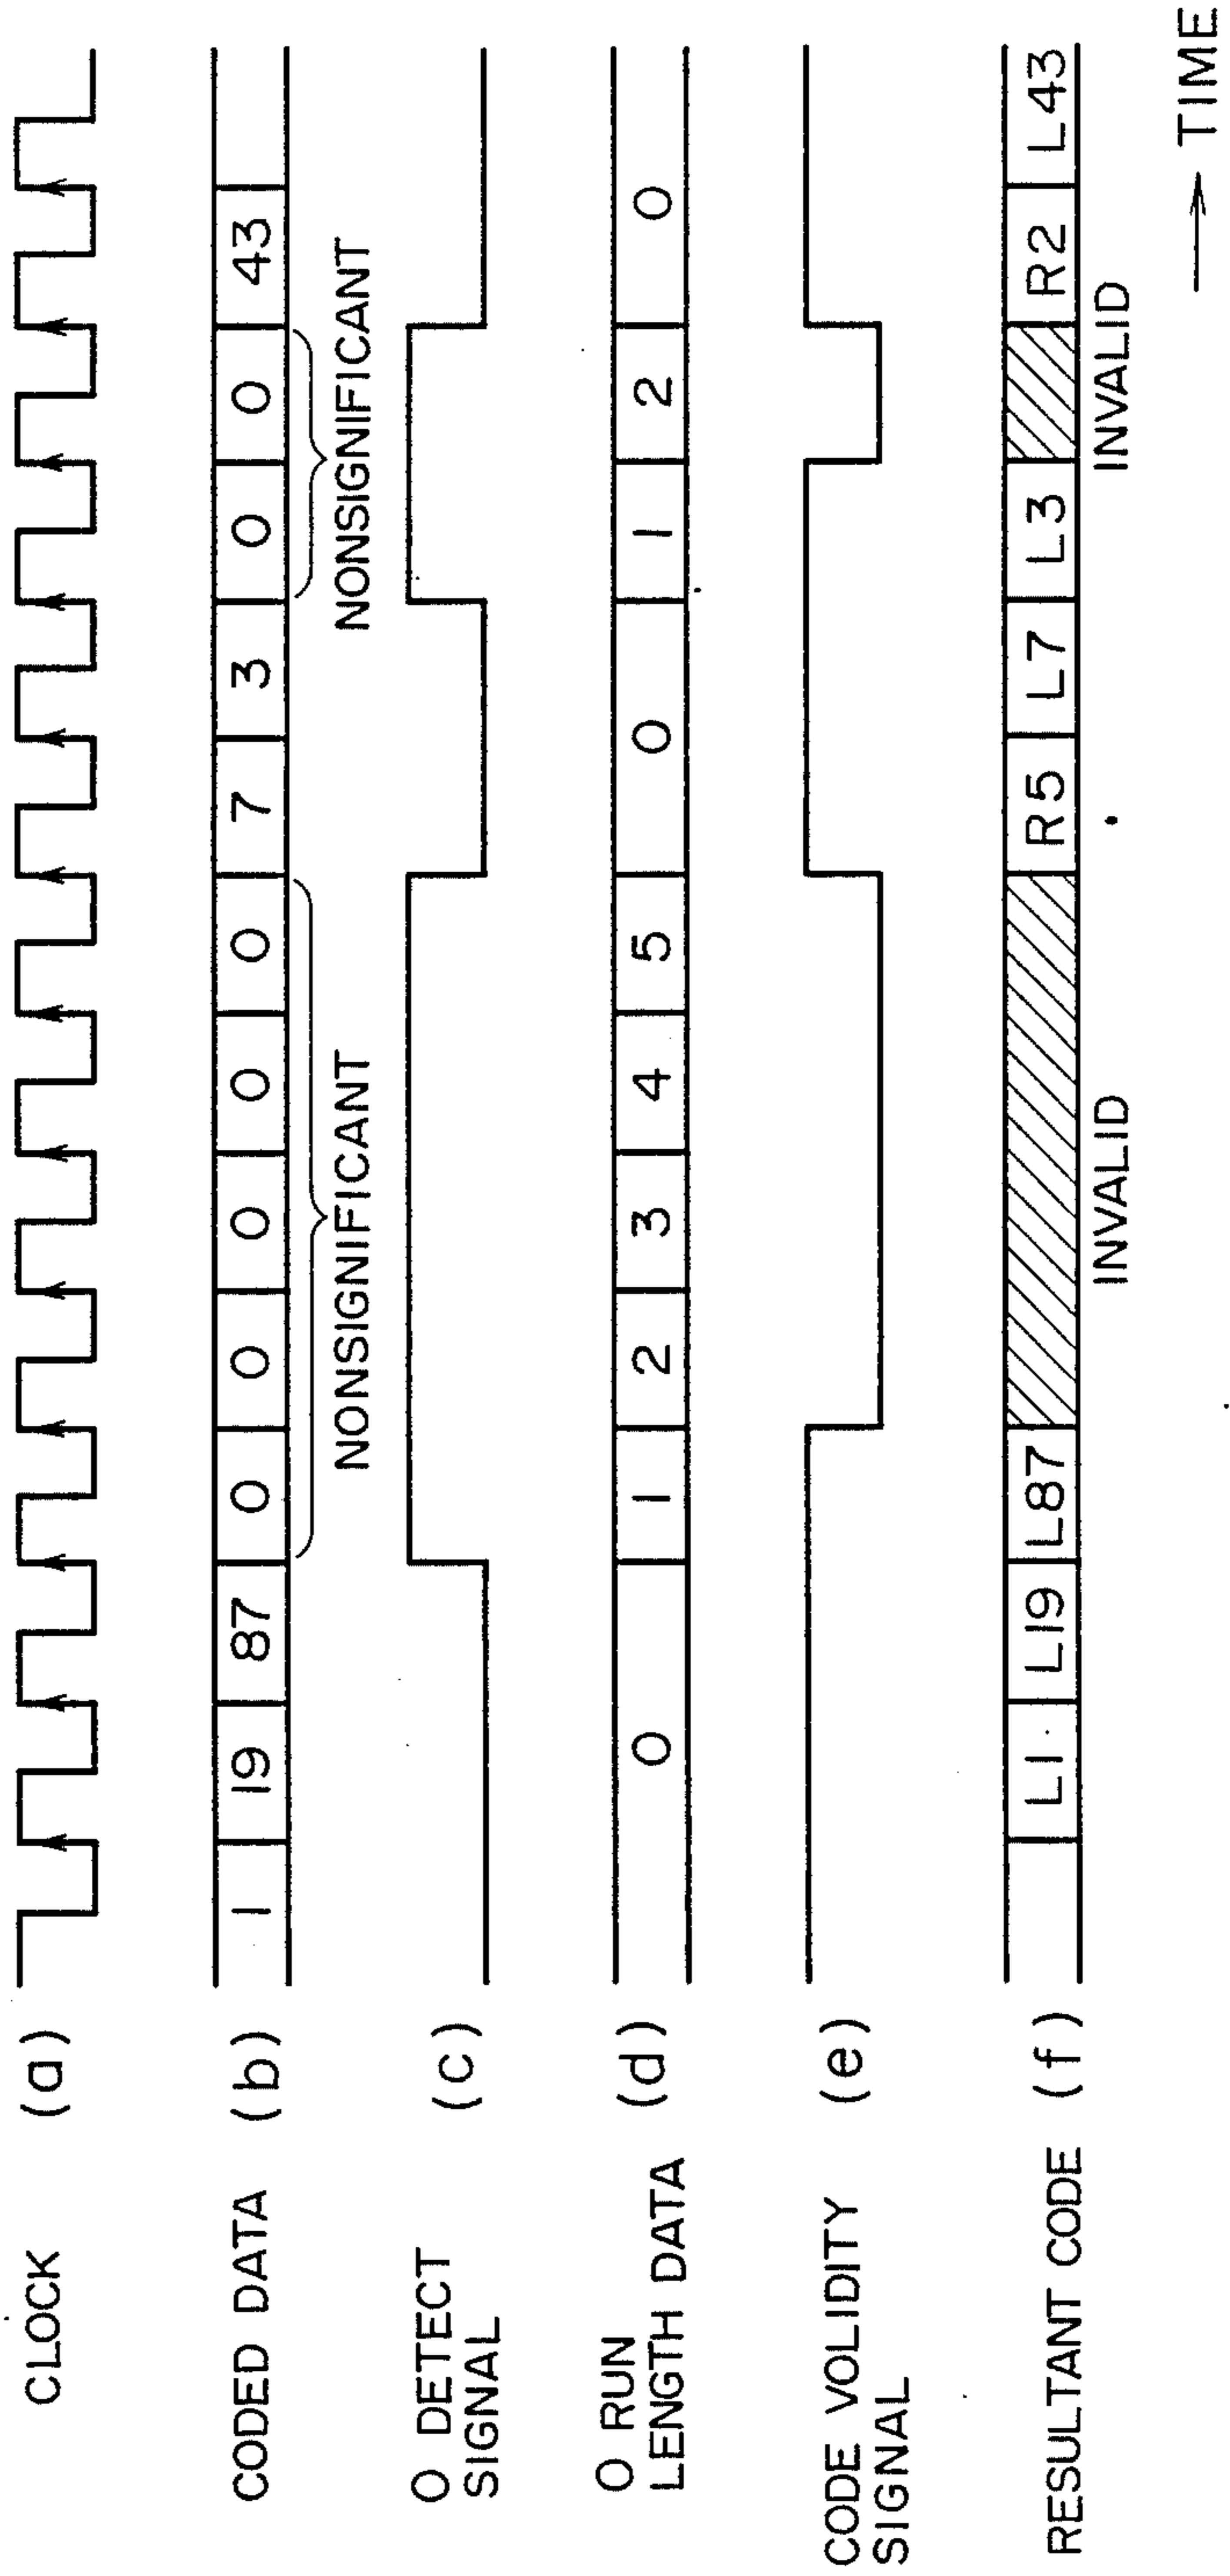 CLOCK (a)
CODED DATA (b) 1 19 87 0 0 0 0 0 7 3 0 0 43
NONSIGNIFICANT NONSIGNIFICANT
0 DETECT
SIGNAL (c)
0 RUN
LENGTH DATA (d) 0 1 2 3 4 5 0 1 2 0
CODE VOLIDITY
SIGNAL (e)
RESULTANT CODE (f) L1 L19 L87 R5 L7 L3 R2 L43
INVALID INVALID
TIME